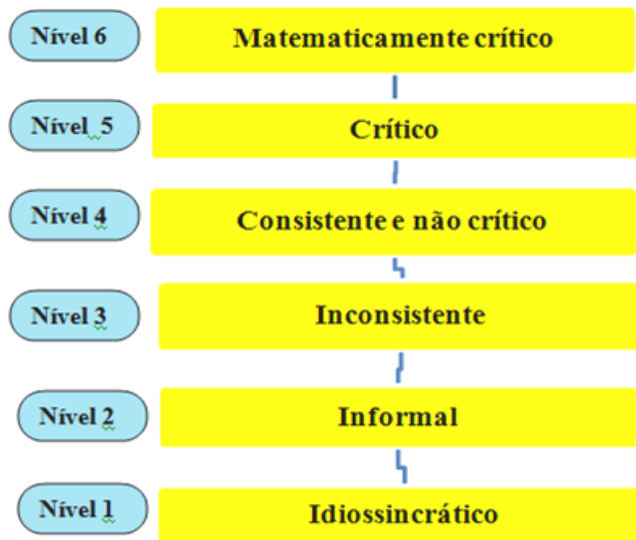 Nível 6
Matematicamente crítico
Nível 5
Crítico
Nível 4
Consistente e não crítico
Nível 3
Inconsistente
Nível 2
Informal
Nível 1
Idiossincrático